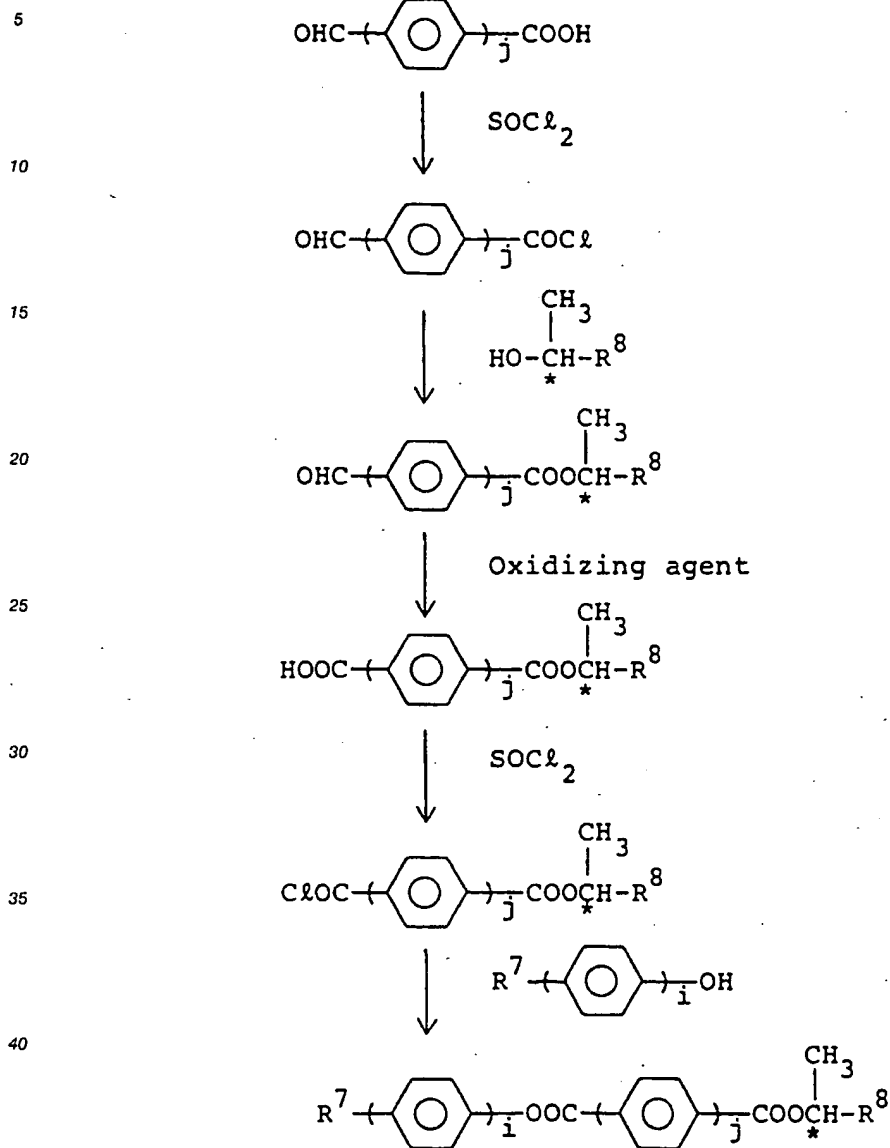 5 OHC-( )j-COOH
SOCl2
10
OHC-( )j-COCl
15 CH3
HO-CH-R8
*
CH3
20 OHC-( )j-COOCH-R8
*
Oxidizing agent
25 CH3
HOOC-( )j-COOCH-R8
*
30 SOCl2
CH3
35 ClOC-( )j-COOCH-R8
*
R7-( )i-OH
40 CH3
R7-( )i-OOC-( )j-COOCH-R8
*